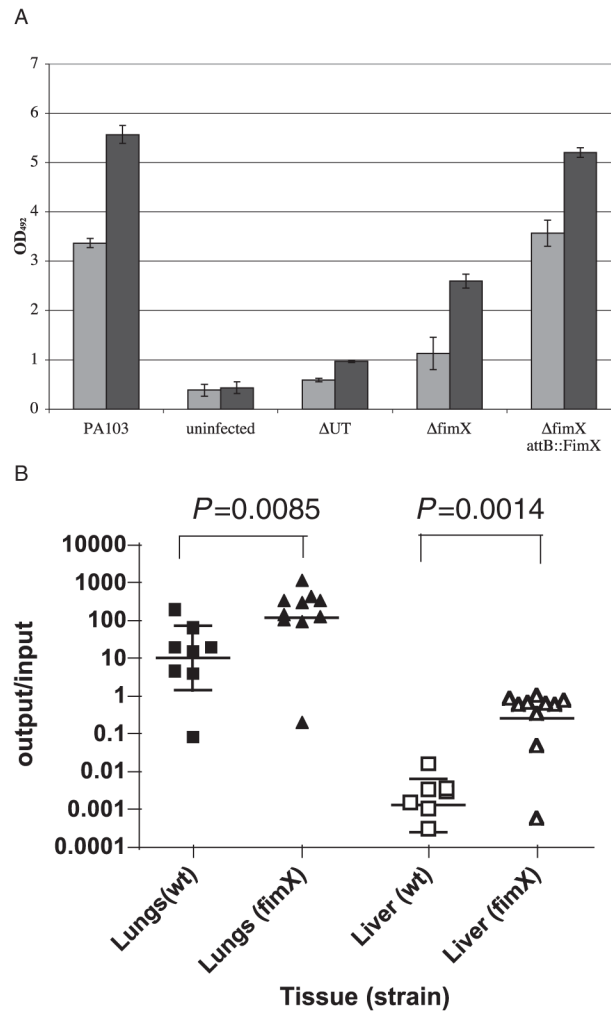 A
7
6
5
4
3
2
1
0
OD492
PA103
uninfected
ΔUT
ΔfimX
ΔfimX
attB::FimX
B
P=0.0085
P=0.0014
10000
1000
100
10
1
0.1
0.01
0.001
0.0001
output/input
Lungs(wt)
Lungs (fimX)
Liver (wt)
Liver (fimX)
Tissue (strain)